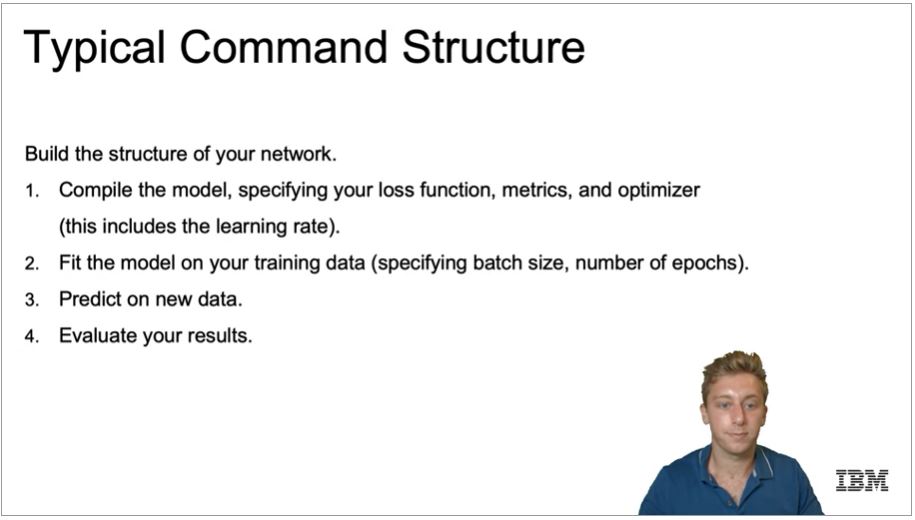 Typical Command Structure
Build the structure of your network.
1. Compile the model, specifying your loss function, metrics, and optimizer
(this includes the learning rate).
2. Fit the model on your training data (specifying batch size, number of epochs).
3. Predict on new data.
4. Evaluate your results.
IBM